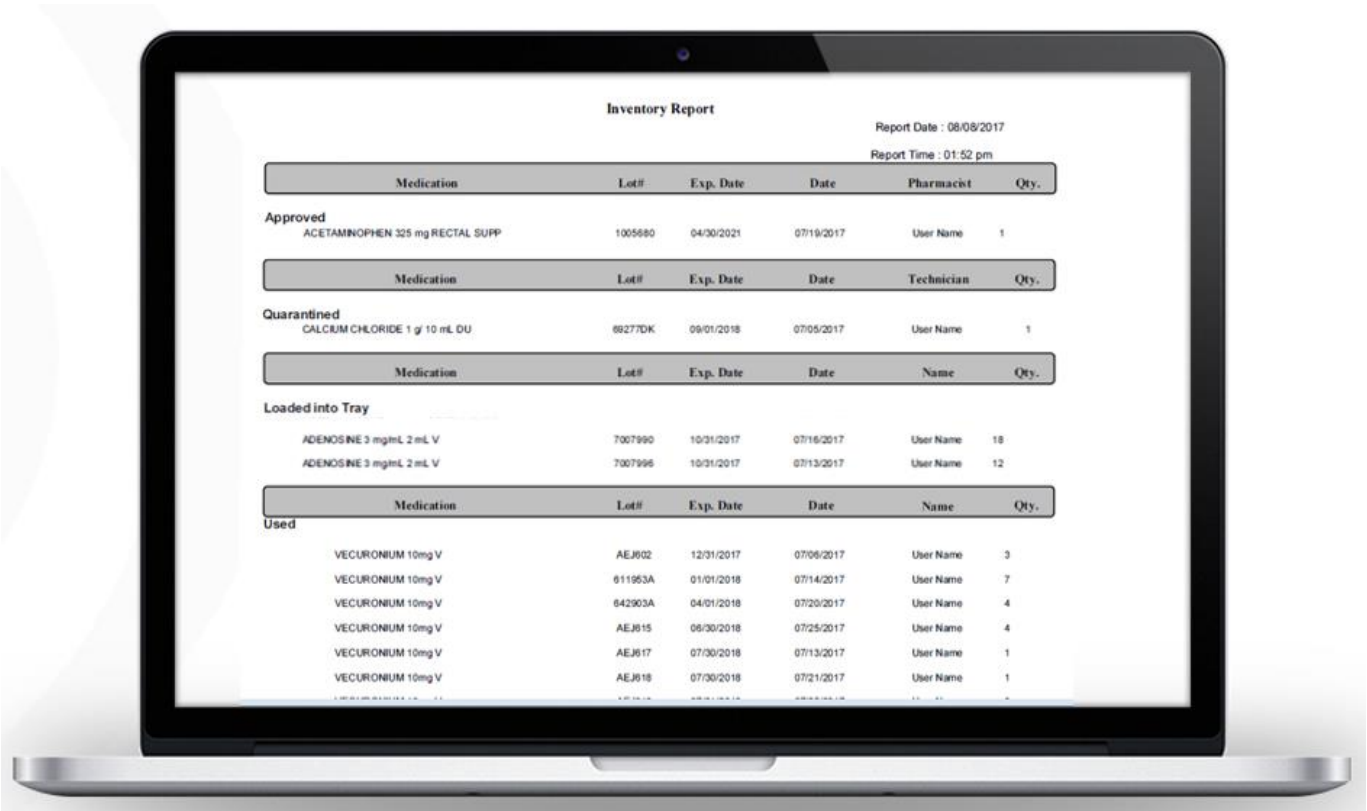 Inventory Report
Report Date : 08/08/2017
Report Time : 01:52 pm
Medication Lot# Exp. Date Date Pharmacist Qty.
Approved
ACETAMINOPHEN 325 mg RECTAL SUPP 1005680 04/30/2021 07/19/2017 User Name 1
Medication Lot# Exp. Date Date Technician Qty.
Quarantined
CALCIUM CHLORIDE 1 g/ 10 mL DU 69277DK 09/01/2018 07/05/2017 User Name 1
Medication Lot# Exp. Date Date Name Qty.
Loaded into Tray
ADENOSINE 3 mg/mL 2 mL V 7007990 10/31/2017 07/16/2017 User Name 18
ADENOSINE 3 mg/mL 2 mL V 7007996 10/31/2017 07/13/2017 User Name 12
Medication Lot# Exp. Date Date Name Qty.
Used
VECURONIUM 10mg V AEJ602 12/31/2017 07/06/2017 User Name 3
VECURONIUM 10mg V 611953A 01/01/2018 07/14/2017 User Name 7
VECURONIUM 10mg V 642903A 04/01/2018 07/20/2017 User Name 4
VECURONIUM 10mg V AEJ615 06/30/2018 07/25/2017 User Name 4
VECURONIUM 10mg V AEJ617 07/30/2018 07/13/2017 User Name 1
VECURONIUM 10mg V AEJ618 07/30/2018 07/21/2017 User Name 1